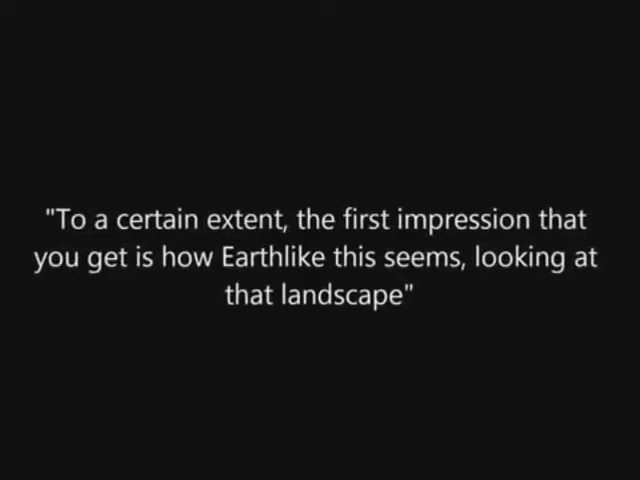 "To a certain extent, the first impression that
you get is how Earthlike this seems, looking at
that landscape"